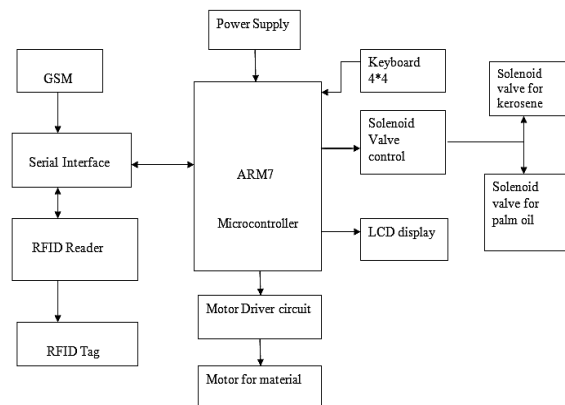 Power Supply
GSM
Keyboard
4*4
Solenoid
valve for
kerosene
Serial Interface
ARM7
Microcontroller
Solenoid
Valve
control
Solenoid
valve for
palm oil
RFID Reader
LCD display
RFID Tag
Motor Driver circuit
Motor for material